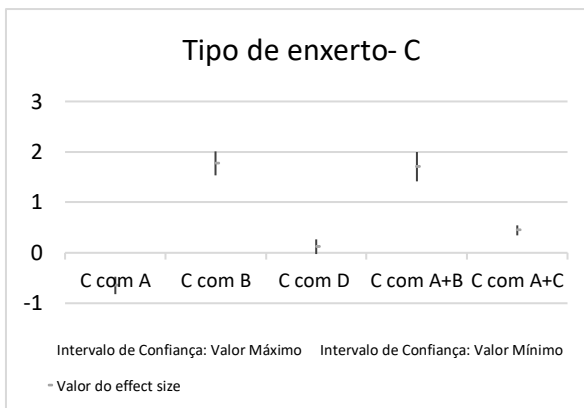 Tipo de enxerto- C
3
2
1
0
-1
C com A C com B C com D C com A+B C com A+C
Intervalo de Confiança: Valor Máximo Intervalo de Confiança: Valor Mínimo
Valor do effect size